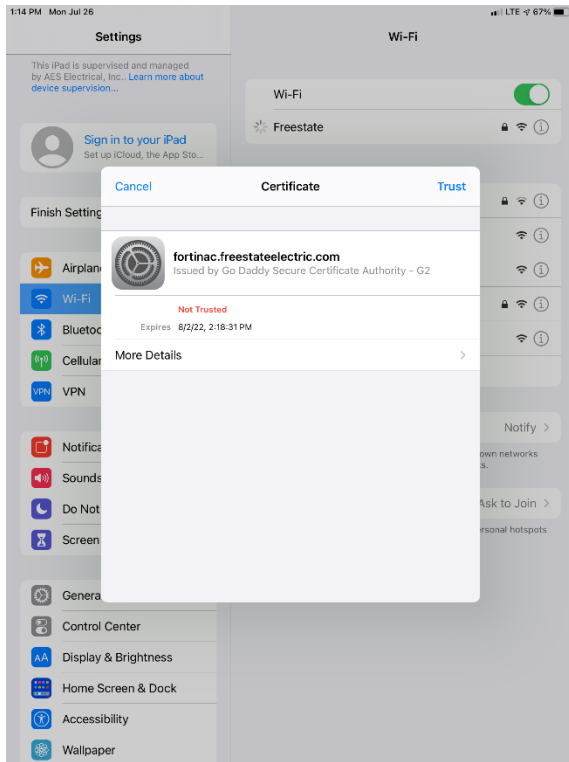 1:14 PM Mon Jul 26
LTE 67%
Settings
This iPad is supervised and managed
by AES Electrical, Inc.. Learn more about
device supervision...
Sign in to your iPad
Set up iCloud, the App Sto...
Finish Setting
Airplan
Wi-Fi
Bluetoo
Cellular
VPN VPN
Notifica
Sounds
Do Not
Screen
Genera
Control Center
AA Display & Brightness
Home Screen & Dock
Accessibility
Wallpaper
Wi-Fi
Wi-Fi
Freestate
Notify
own networks
s.
Ask to Join
ersonal hotspots
Cancel Certificate Trust
fortinac.freestateelectric.com
Issued by Go Daddy Secure Certificate Authority - G2
Not Trusted
Expires 8/2/22, 2:18:31 PM
More Details